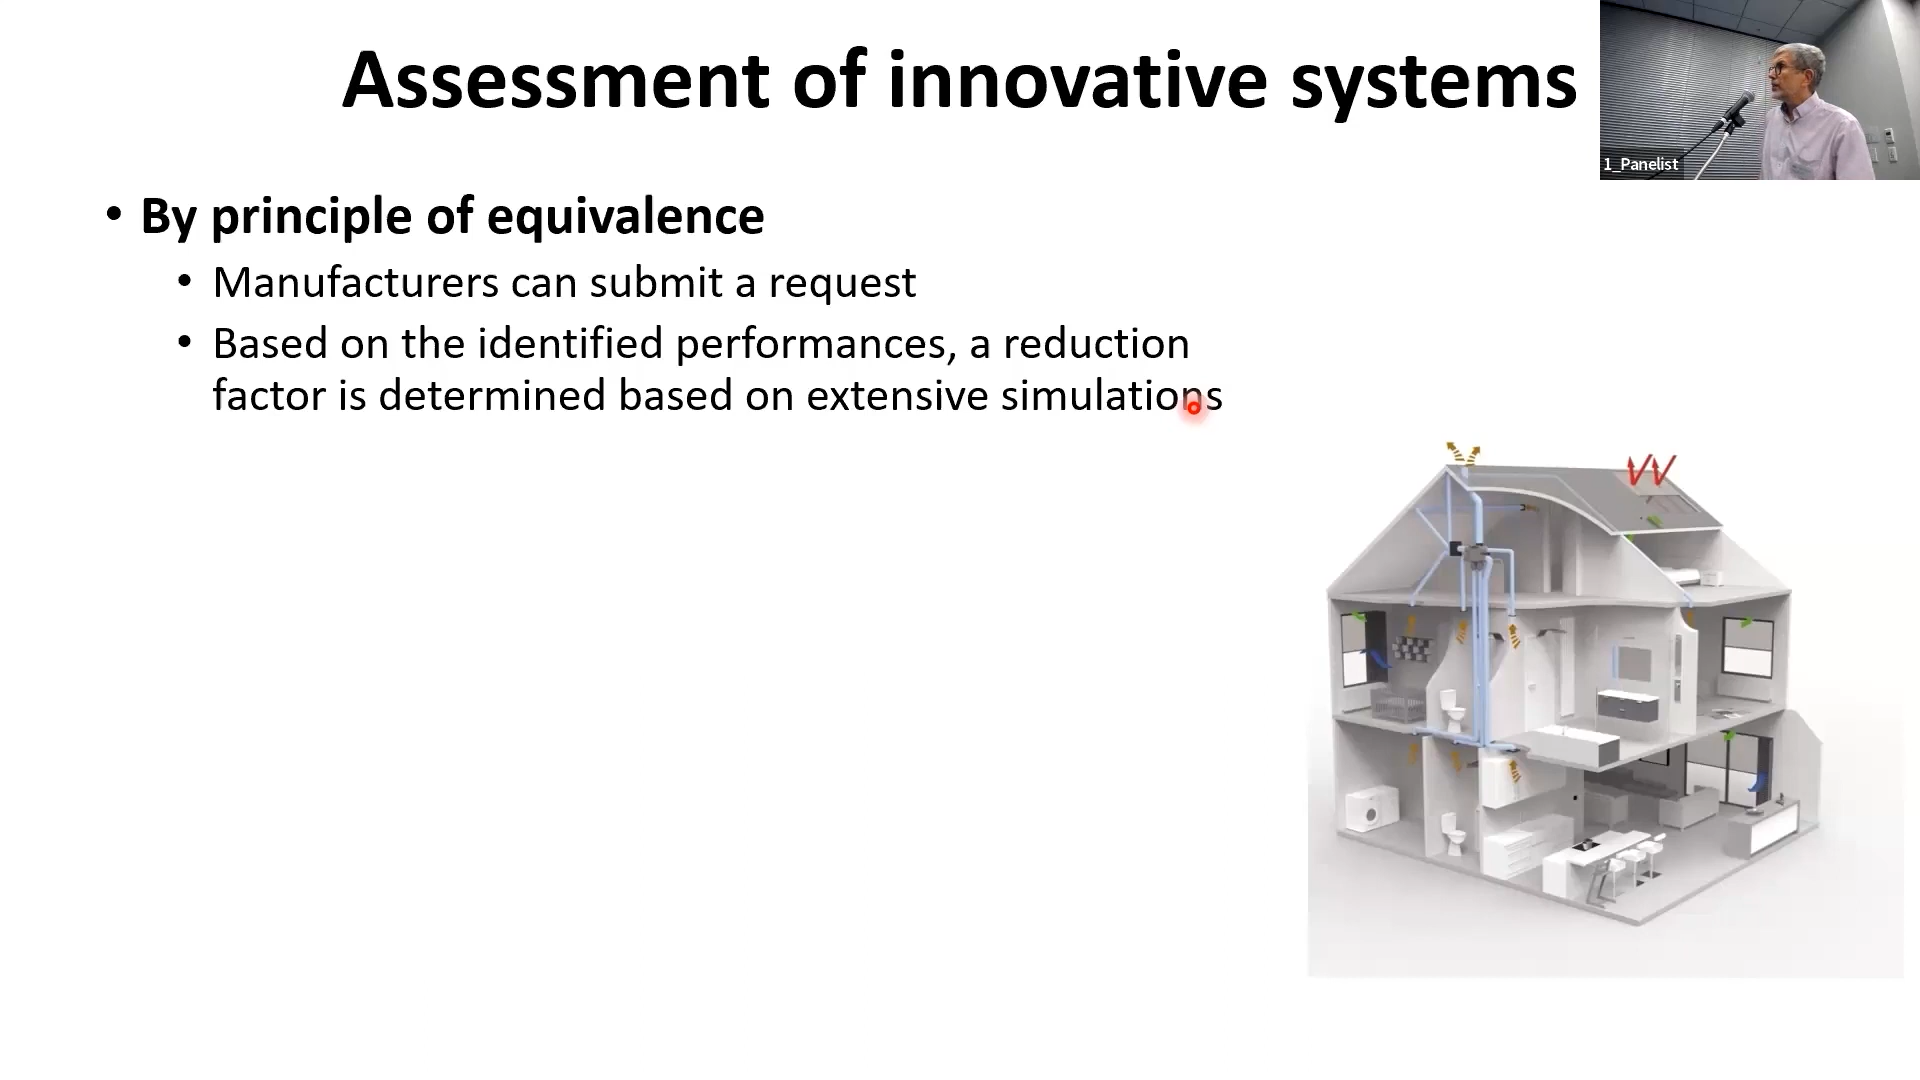 Assessment of innovative systems
1_Panelist
• By principle of equivalence
• Manufacturers can submit a request
• Based on the identified performances, a reduction
factor is determined based on extensive simulations